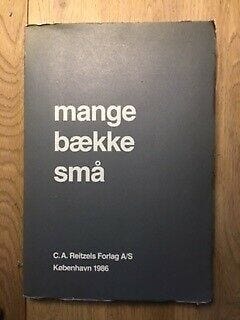 mange
bække
små
C.A. Reitzels Forlag A/S
København 1986